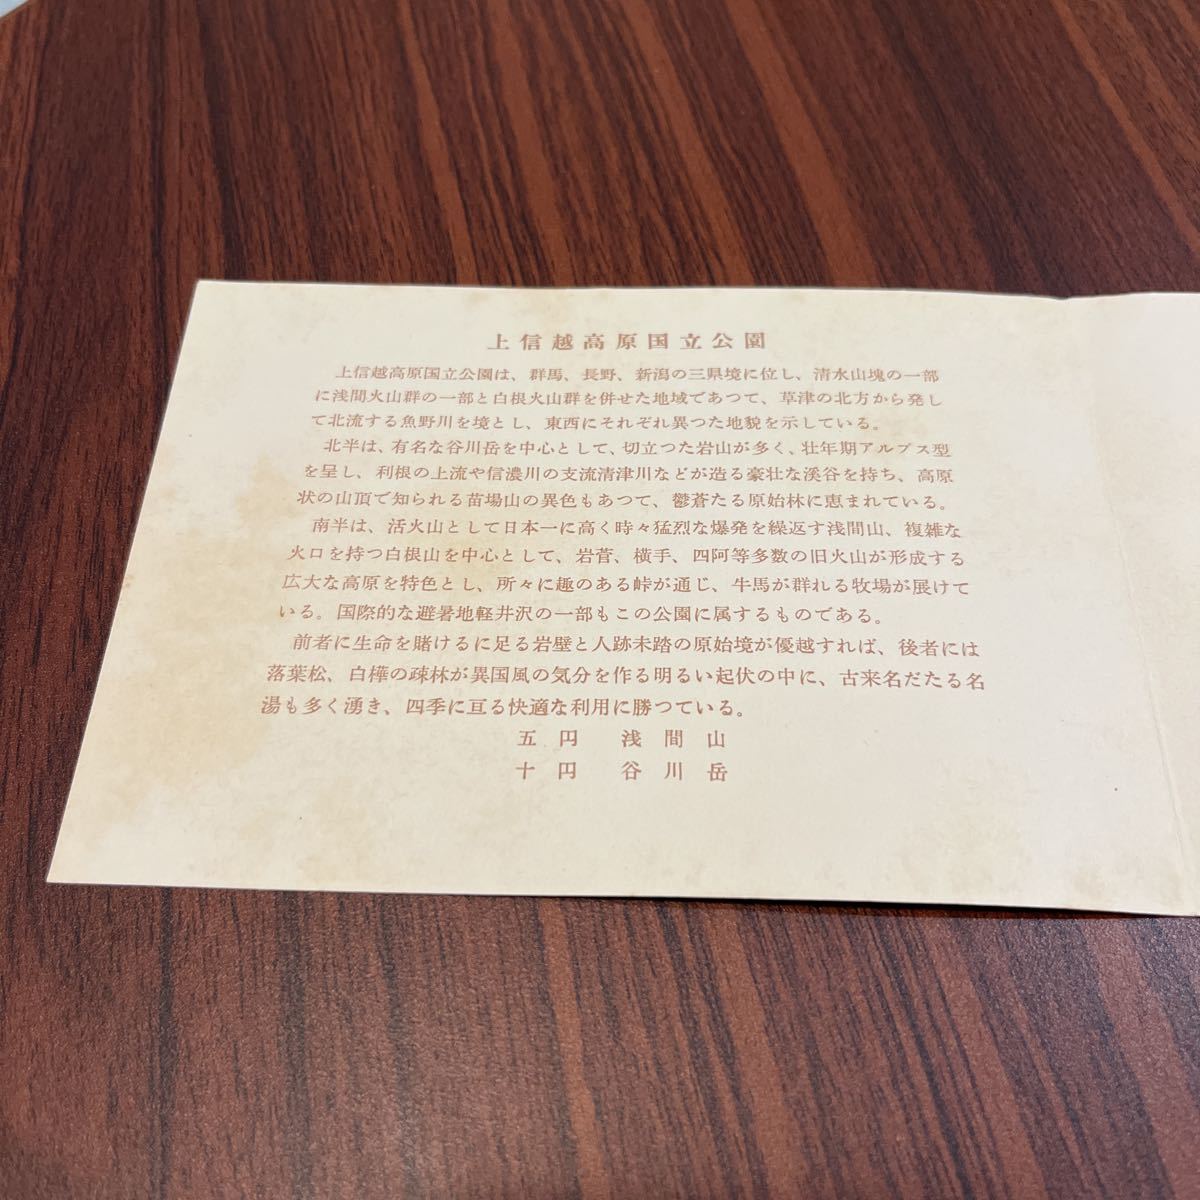 上信越高原国立公園
上信越高原国立公園は、群馬、長野、新潟の三県境に位し、清水山塊の一部
に浅間火山群の一部と白根火山群を併せた地域であつて、草津の北方から発し
て北流する魚野川を境とし、東西にそれぞれ異つた地貌を示している。
北半は、有名な谷川岳を中心として、切立つた岩山が多く、壮年期アルプス型
を呈し、利根の上流や信濃川の支流清津川などが造る豪壮な渓谷を持ち、高原
状の山頂で知られる苗場山の異色もあつて、鬱蒼たる原始林に恵まれている。
南半は、活火山として日本一に高く時々猛烈な爆発を繰返す浅間山、複雑な
火口を持つ白根山を中心として、岩菅、横手、四阿等多数の旧火山が形成する
広大な高原を特色とし、所々に趣のある峠が通じ、牛馬が群れる牧場が展けて
いる。国際的な避暑地軽井沢の一部もこの公園に属するものである。
前者に生命を賭けるに足る岩壁と人跡未踏の原始境が優越すれば、後者には
落葉松、白樺の疎林が異国風の気分を作る明るい起伏の中に、古来名だたる名
湯も多く湧き、四季に亘る快適な利用に勝つている。
五円 浅間山
十円 谷川岳